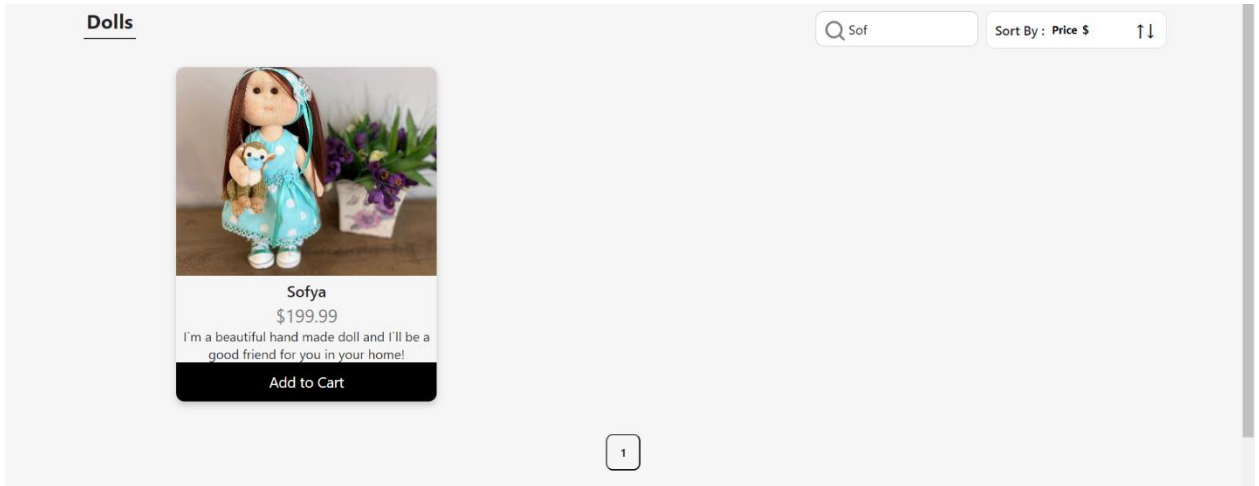 Dolls
Sof
Sort By : Price $ ↑↓
Sofya
$199.99
I`m a beautiful hand made doll and I`ll be a
good friend for you in your home!
Add to Cart
1